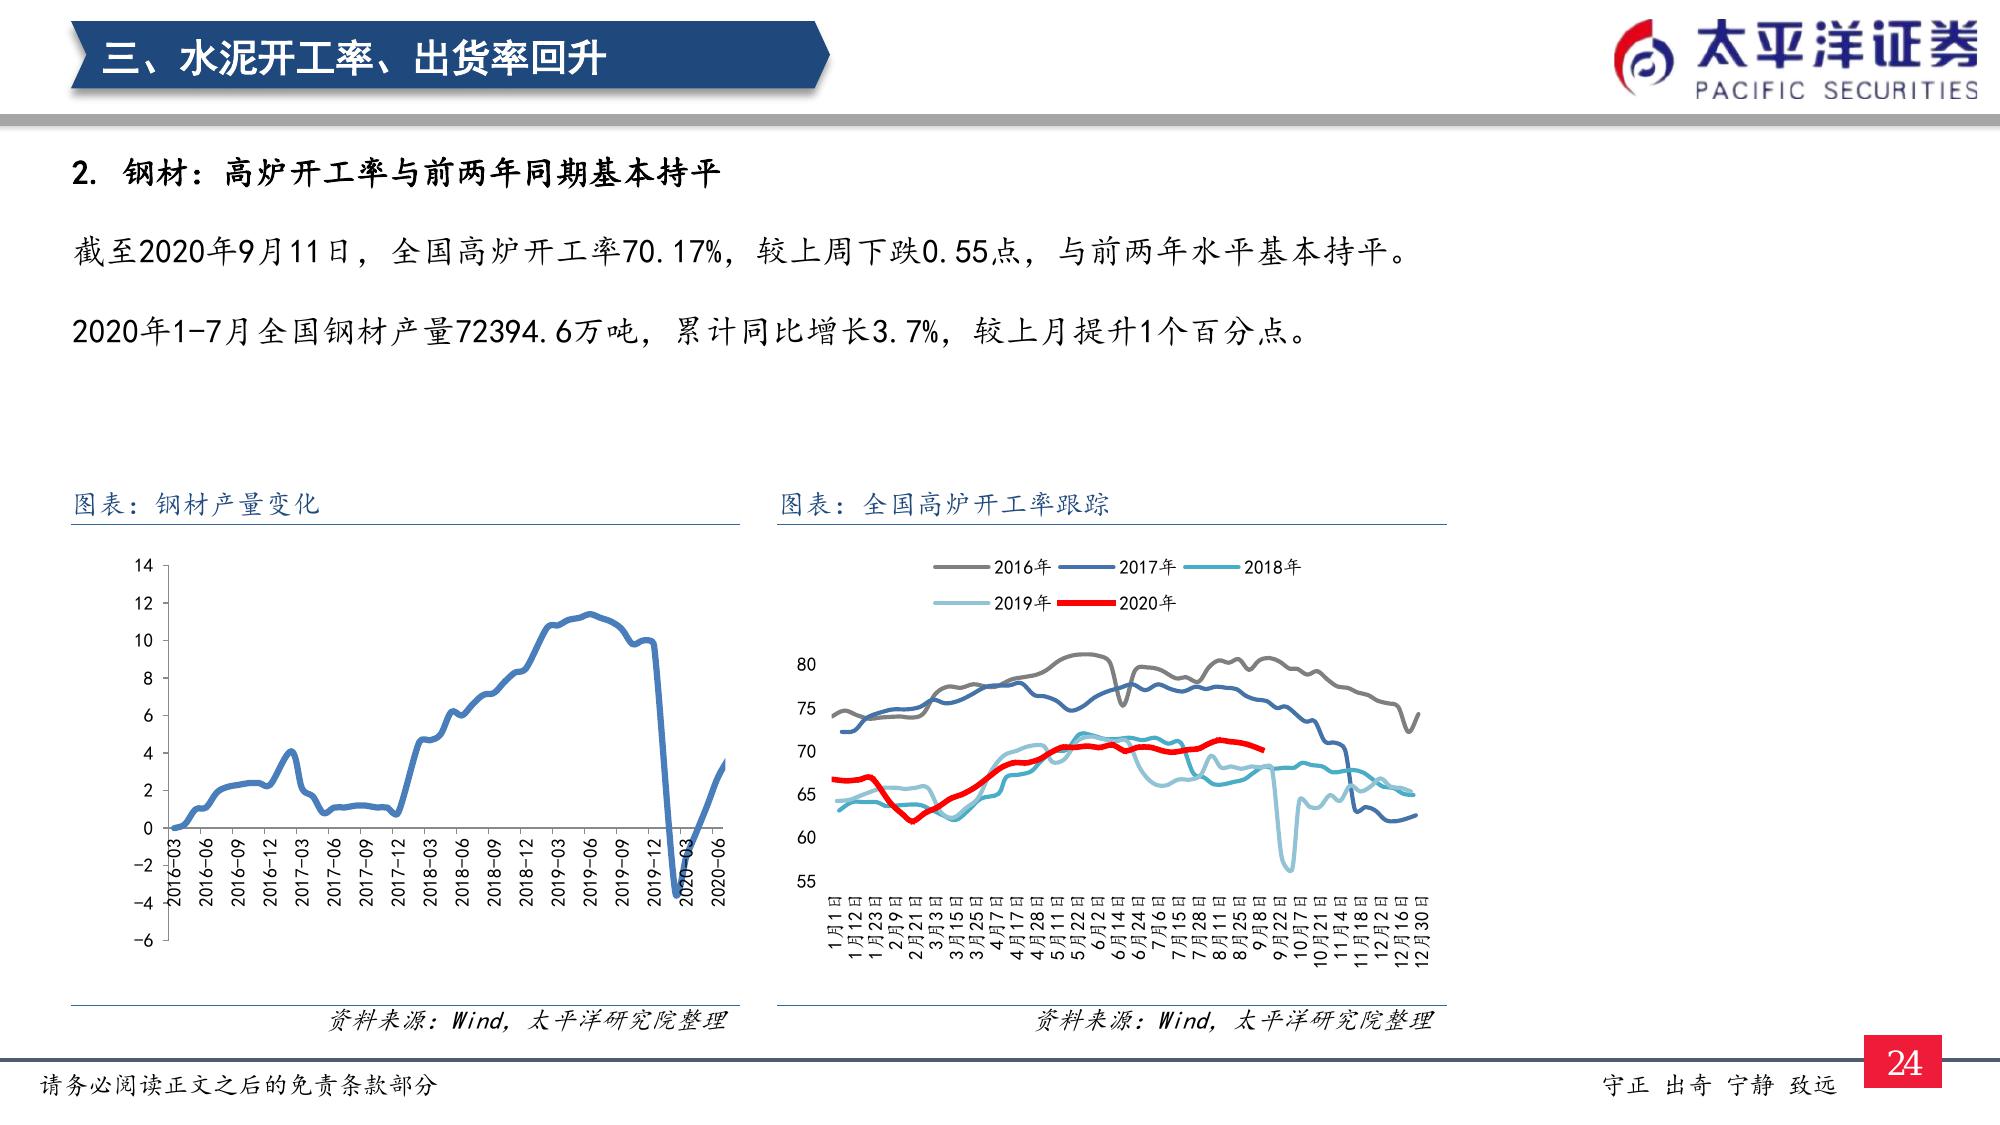 三、水泥开工率、出货率回升
太平洋证券
PACIFIC SECURITIES
2. 钢材：高炉开工率与前两年同期基本持平
截至2020年9月11日，全国高炉开工率70.17%，较上周下跌0.55点，与前两年水平基本持平。
2020年1-7月全国钢材产量72394.6万吨，累计同比增长3.7%，较上月提升1个百分点。
图表：钢材产量变化
14
12
10
8
6
4
2
0
-2
-4
-6
2016-03
2016-06
2016-09
2016-12
2017-03
2017-06
2017-09
2017-12
2018-03
2018-06
2018-09
2018-12
2019-03
2019-06
2019-09
2019-12
2020-03
2020-06
资料来源：Wind，太平洋研究院整理
图表：全国高炉开工率跟踪
2016年 2017年 2018年
2019年 2020年
80
75
70
65
60
55
1月1日
1月12日
1月23日
2月9日
2月21日
3月3日
3月15日
3月25日
4月7日
4月17日
4月28日
5月11日
5月22日
6月2日
6月14日
6月24日
7月6日
7月15日
7月28日
8月11日
8月25日
9月8日
9月22日
10月7日
10月21日
11月4日
11月18日
12月2日
12月16日
12月30日
资料来源：Wind，太平洋研究院整理
请务必阅读正文之后的免责条款部分
守正 出奇 宁静 致远
24